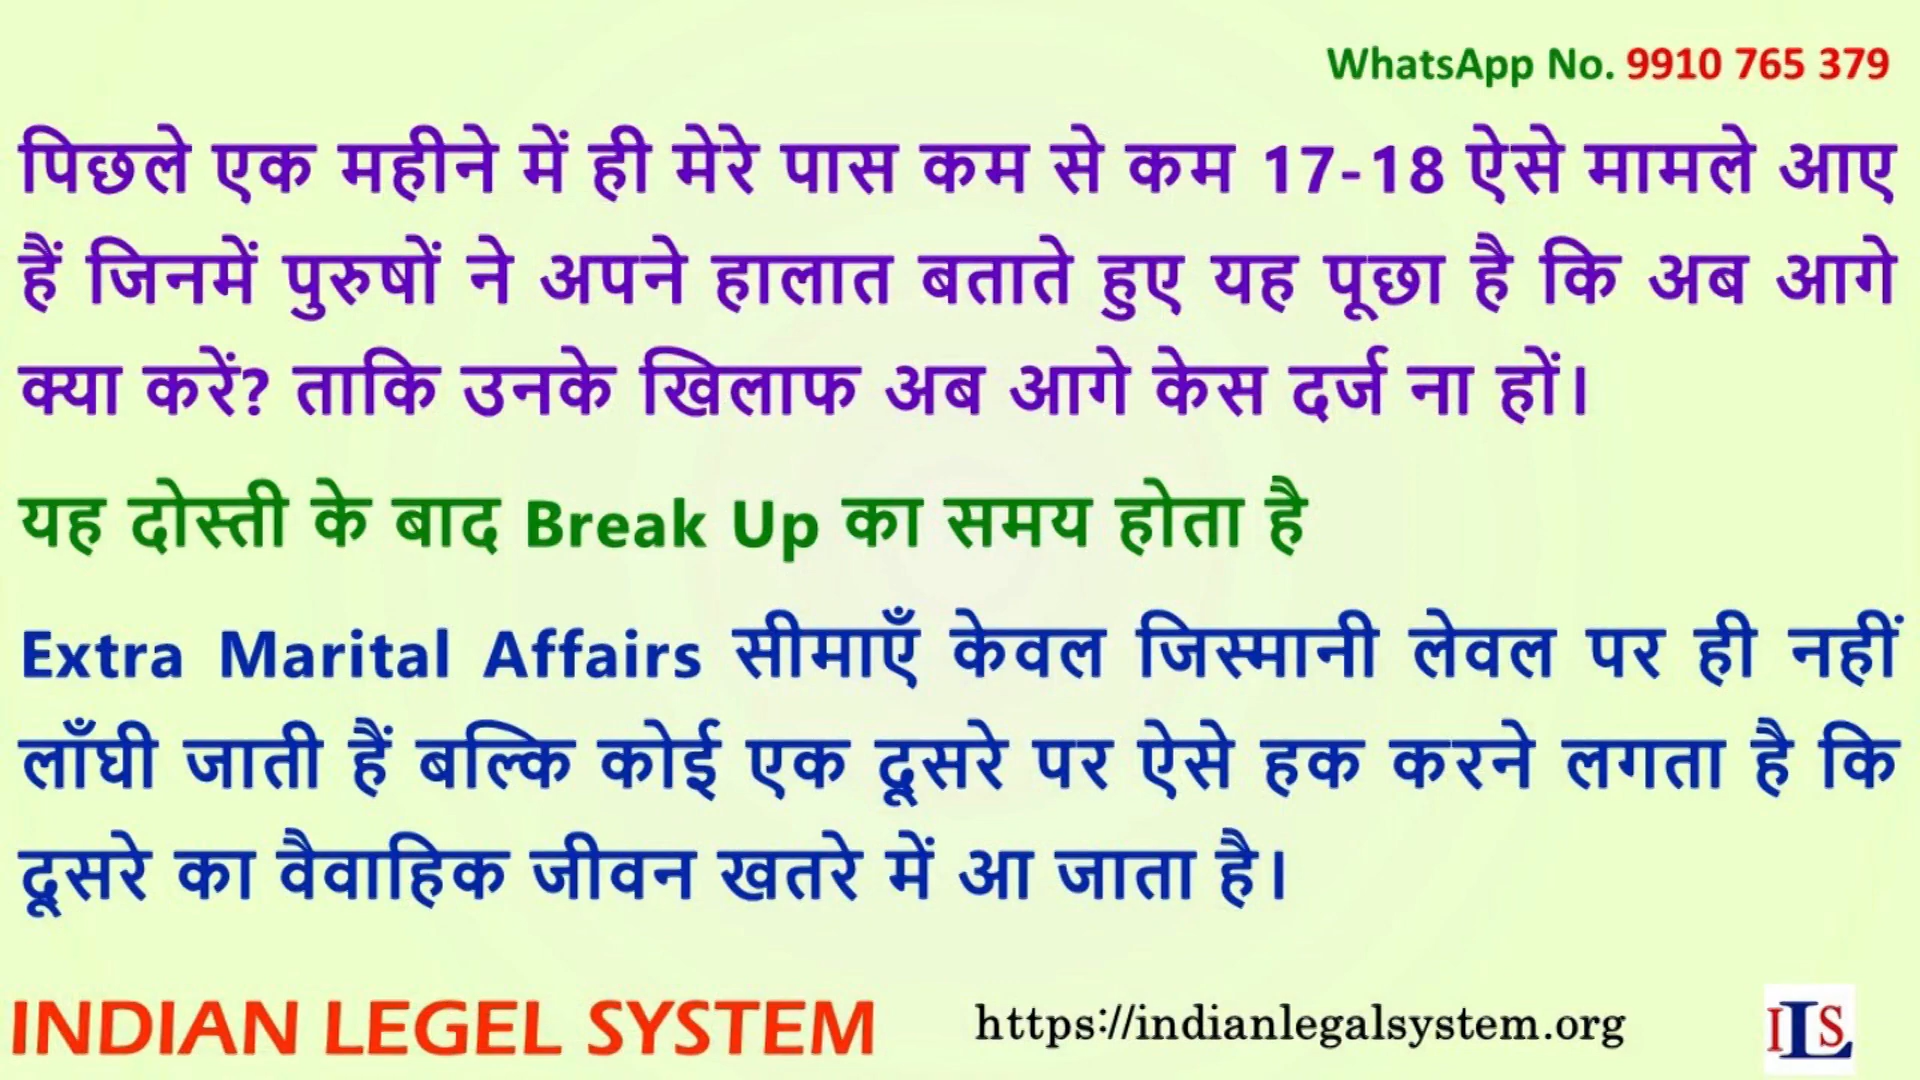 WhatsApp No. 9910 765 379
पिछले एक महीने में ही मेरे पास कम से कम 17-18 ऐसे मामले आए
हैं जिनमें पुरुषों ने अपने हालात बताते हुए यह पूछा है कि अब आगे
क्या करें? ताकि उनके खिलाफ अब आगे केस दर्ज ना हों।
यह दोस्ती के बाद Break Up का समय होता है
Extra Marital Affairs सीमाएँ केवल जिस्मानी लेवल पर ही नहीं
लाँघी जाती हैं बल्कि कोई एक दूसरे पर ऐसे हक करने लगता है कि
दूसरे का वैवाहिक जीवन खतरे में आ जाता है।
INDIAN LEGEL SYSTEM
https://indianlegalsystem.org
ILS